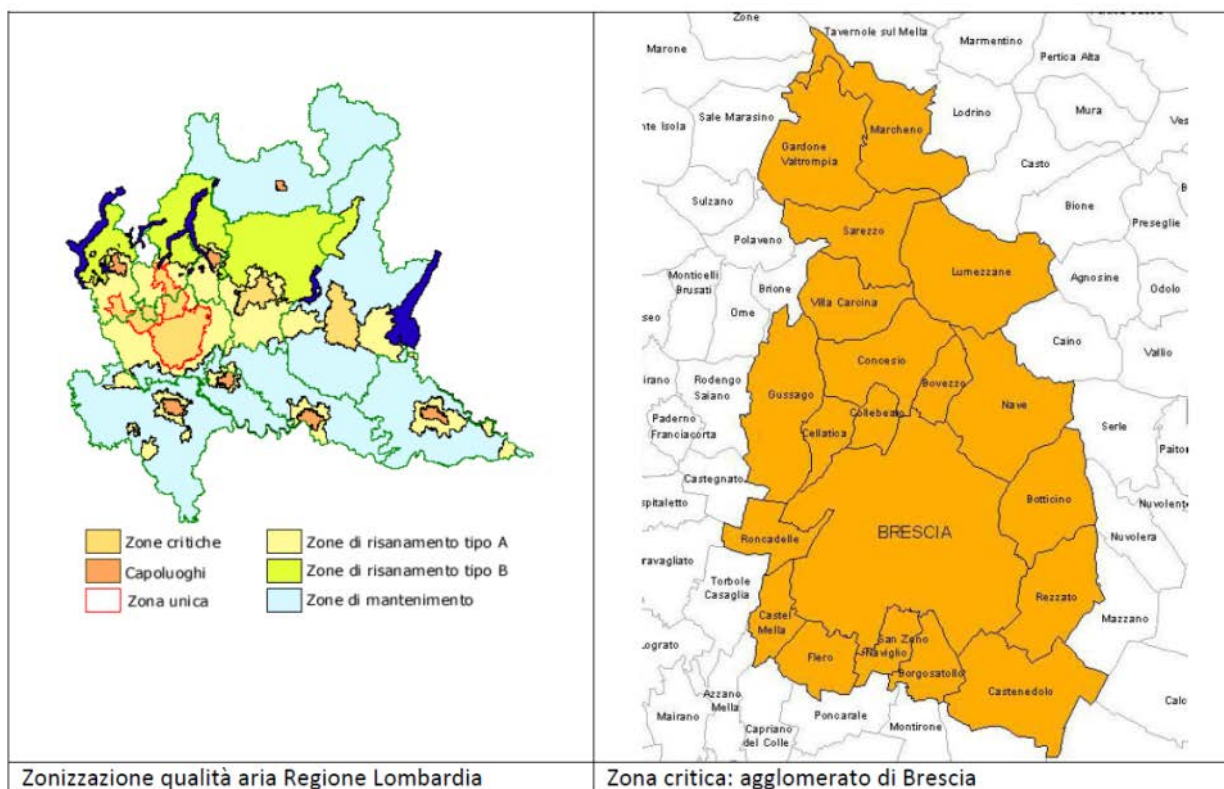 Zone critiche
Capoluoghi
Zona unica
Zone di risanamento tipo A
Zone di risanamento tipo B
Zone di mantenimento
Zonizzazione qualità aria Regione Lombardia
Zone
Tavernole sul Mella
Marone
Marmentino
Pertica Alta
Sale Marasino
Marcheno
Lodrino
Mura
Gardone
Valtrompia
Casto
Sulzano
Bione
Preseglie
Polaveno
Sarezzo
Lumezzane
Agnosine
Odolo
Monticelli
Brusati
Brione
Ome
Villa Carcina
Caino
Vallio
Concesio
Bovezzo
Rodengo
Saiano
Gussago
Collebeato
Nave
Paderno
Franciacorta
Cellatica
Serle
Castegnato
Botticino
Nuvolera
Roncadelle
BRESCIA
Torbole
Casaglia
Rezzato
Mazzano
Castel
Mella
San Zeno
Naviglio
Flero
Borgosatollo
Castenedolo
Azzano
Mella
Mairano
Capriano
del Colle
Poncarale
Montirone
Zona critica: agglomerato di Brescia